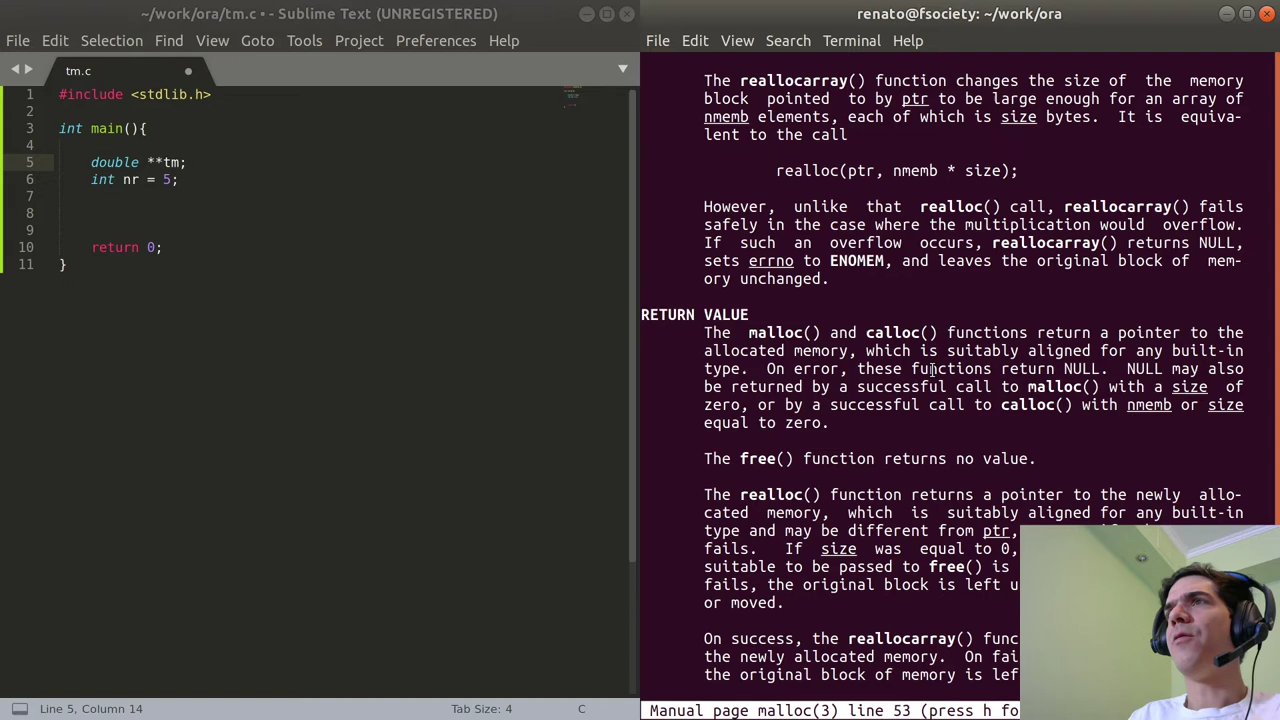 ~/work/ora/tm.c • - Sublime Text (UNREGISTERED)
File Edit Selection Find View Goto Tools Project Preferences Help
tm.c
1 #include <stdlib.h>
2
3 int main(){
4
5 double **tm;
6 int nr = 5;
7
8
9
10 return 0;
11 }
Line 5, Column 14 Tab Size: 4 C
renato@fsociety: ~/work/ora
File Edit View Search Terminal Help
The reallocarray() function changes the size of the memory
block pointed to by ptr to be large enough for an array of
nmemb elements, each of which is size bytes. It is equiva-
lent to the call
realloc(ptr, nmemb * size);
However, unlike that realloc() call, reallocarray() fails
safely in the case where the multiplication would overflow.
If such an overflow occurs, reallocarray() returns NULL,
sets errno to ENOMEM, and leaves the original block of mem-
ory unchanged.
RETURN VALUE
The malloc() and calloc() functions return a pointer to the
allocated memory, which is suitably aligned for any built-in
type. On error, these functions return NULL. NULL may also
be returned by a successful call to malloc() with a size of
zero, or by a successful call to calloc() with nmemb or size
equal to zero.
The free() function returns no value.
The realloc() function returns a pointer to the newly allo-
cated memory, which is suitably aligned for any built-in
type and may be different from ptr,
fails. If size was equal to 0,
suitable to be passed to free() is
fails, the original block is left u
or moved.
On success, the reallocarray() func
the newly allocated memory. On fai
the original block of memory is lef
Manual page malloc(3) line 53 (press h fo